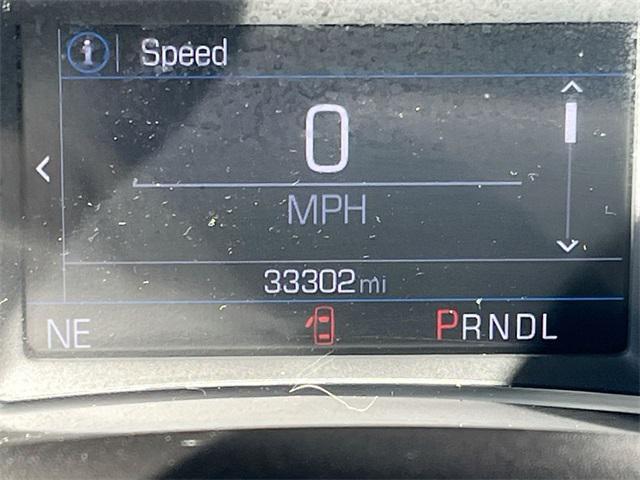 i Speed
0
MPH
33302 mi
NE PRNDL